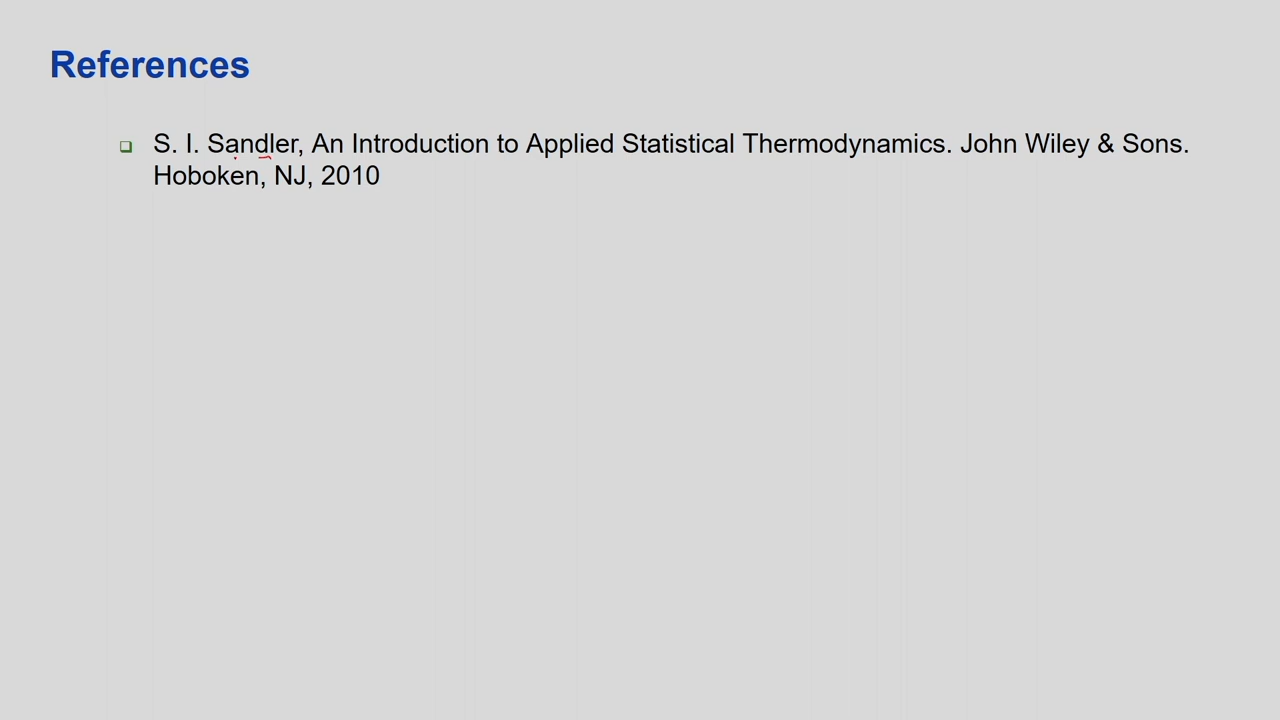 References
S. I. Sandler, An Introduction to Applied Statistical Thermodynamics. John Wiley & Sons.
Hoboken, NJ, 2010